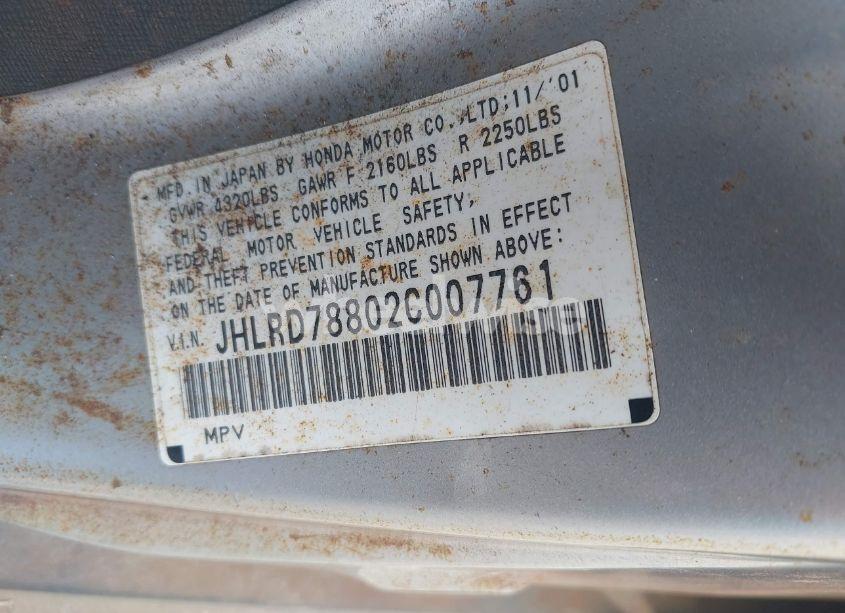 MFD. IN JAPAN BY HONDA MOTOR CO.,LTD;11/'01
GVWR 4320LBS GAWR F 2160LBS R 2250LBS
THIS VEHICLE CONFORMS TO ALL APPLICABLE
FEDERAL MOTOR VEHICLE SAFETY,
AND THEFT PREVENTION STANDARDS IN EFFECT
ON THE DATE OF MANUFACTURE SHOWN ABOVE:
V.I.N. JHLRD78802C007761
MPV